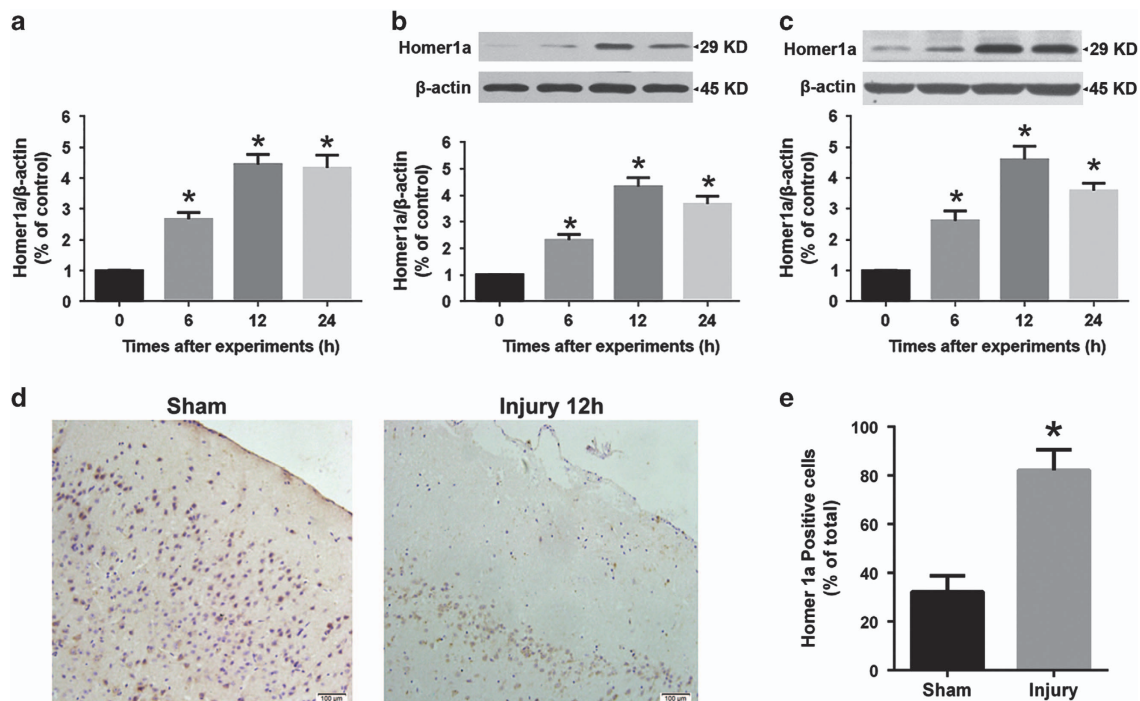 a
Homer1a/β-actin
(% of control)
6
5
4
3
2
1
0
*
*
*
0 6 12 24
Times after experiments (h)
b
Homer1a
29 KD
β-actin
45 KD
Homer1a/β-actin
(% of control)
6
5
4
3
2
1
0
*
*
*
0 6 12 24
Times after experiments (h)
c
Homer1a
29 KD
β-actin
45 KD
Homer1a/β-actin
(% of control)
6
5
4
3
2
1
0
*
*
*
0 6 12 24
Times after experiments (h)
d
Sham
100 μm
Injury 12h
100 μm
e
Homer 1a Positive cells
(% of total)
100
80
60
40
20
0
*
Sham Injury